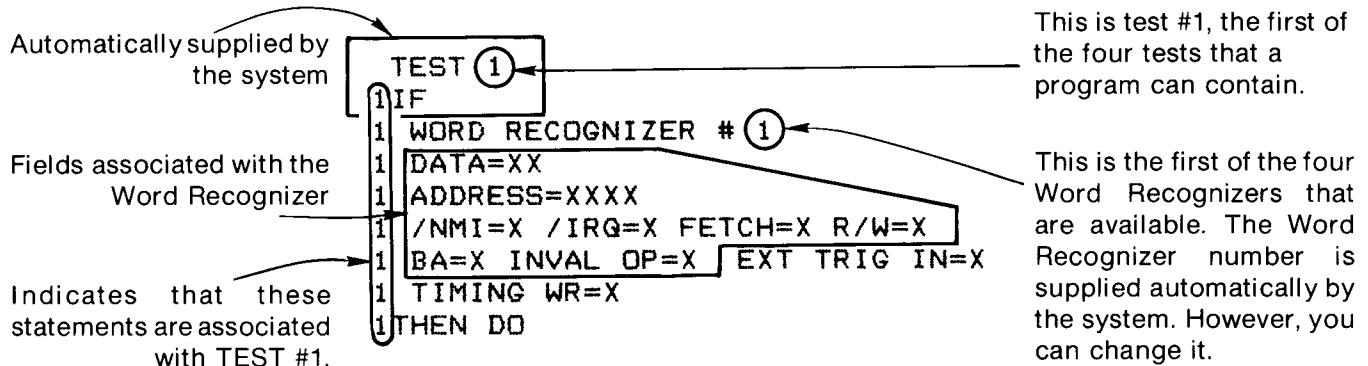 Automatically supplied by
the system
Fields associated with the
Word Recognizer
Indicates that these
statements are associated
with TEST #1.
TEST 1
1 IF
1 WORD RECOGNIZER # 1
1 DATA=XX
1 ADDRESS=XXXX
1 /NMI=X /IRQ=X FETCH=X R/W=X
1 BA=X INVAL OP=X EXT TRIG IN=X
1 TIMING WR=X
1 THEN DO
This is test #1, the first of
the four tests that a
program can contain.
This is the first of the four
Word Recognizers that
are available. The Word
Recognizer number is
supplied automatically by
the system. However, you
can change it.